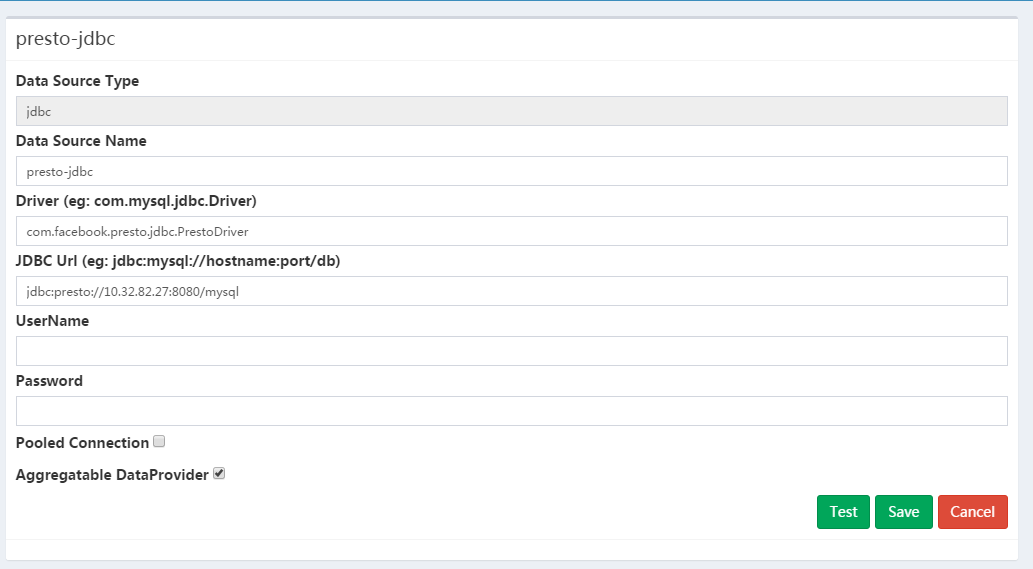 presto-jdbc
Data Source Type
jdbc
Data Source Name
presto-jdbc
Driver (eg: com.mysql.jdbc.Driver)
com.facebook.presto.jdbc.PrestoDriver
JDBC Url (eg: jdbc:mysql://hostname:port/db)
jdbc:presto://10.32.82.27:8080/mysql
UserName
Password
Pooled Connection
Aggregatable DataProvider
Test Save Cancel